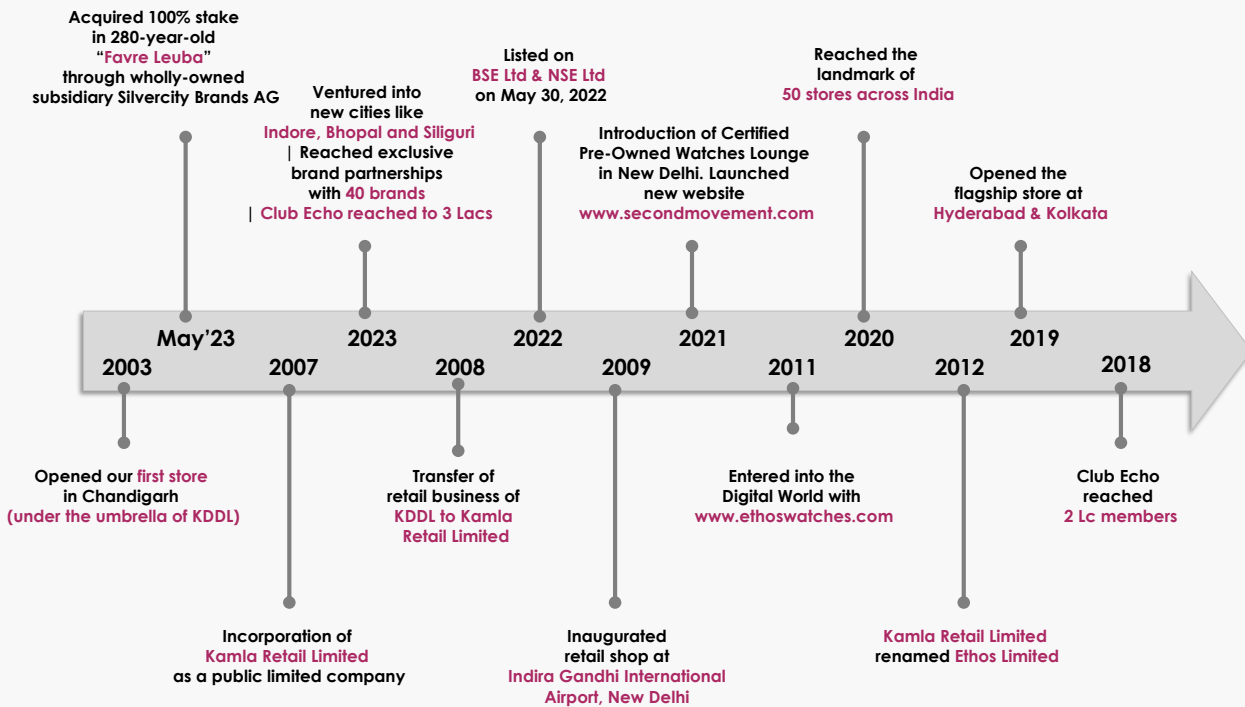 Acquired 100% stake
in 280-year-old
“Favre Leuba”
through wholly-owned
subsidiary Silvercity Brands AG
Ventured into
new cities like
Indore, Bhopal and Siliguri
| Reached exclusive
brand partnerships
with 40 brands
| Club Echo reached to 3 Lacs
Listed on
BSE Ltd & NSE Ltd
on May 30, 2022
Introduction of Certified
Pre-Owned Watches Lounge
in New Delhi. Launched
new website
www.secondmovement.com
Reached the
landmark of
50 stores across India
Opened the
flagship store at
Hyderabad & Kolkata
May’23
2023
2022
2021
2020
2019
2003
2007
2008
2009
2011
2012
2018
Opened our first store
in Chandigarh
(under the umbrella of KDDL)
Incorporation of
Kamla Retail Limited
as a public limited company
Transfer of
retail business of
KDDL to Kamla
Retail Limited
Inaugurated
retail shop at
Indira Gandhi International
Airport, New Delhi
Entered into the
Digital World with
www.ethoswatches.com
Kamla Retail Limited
renamed Ethos Limited
Club Echo
reached
2 Lc members